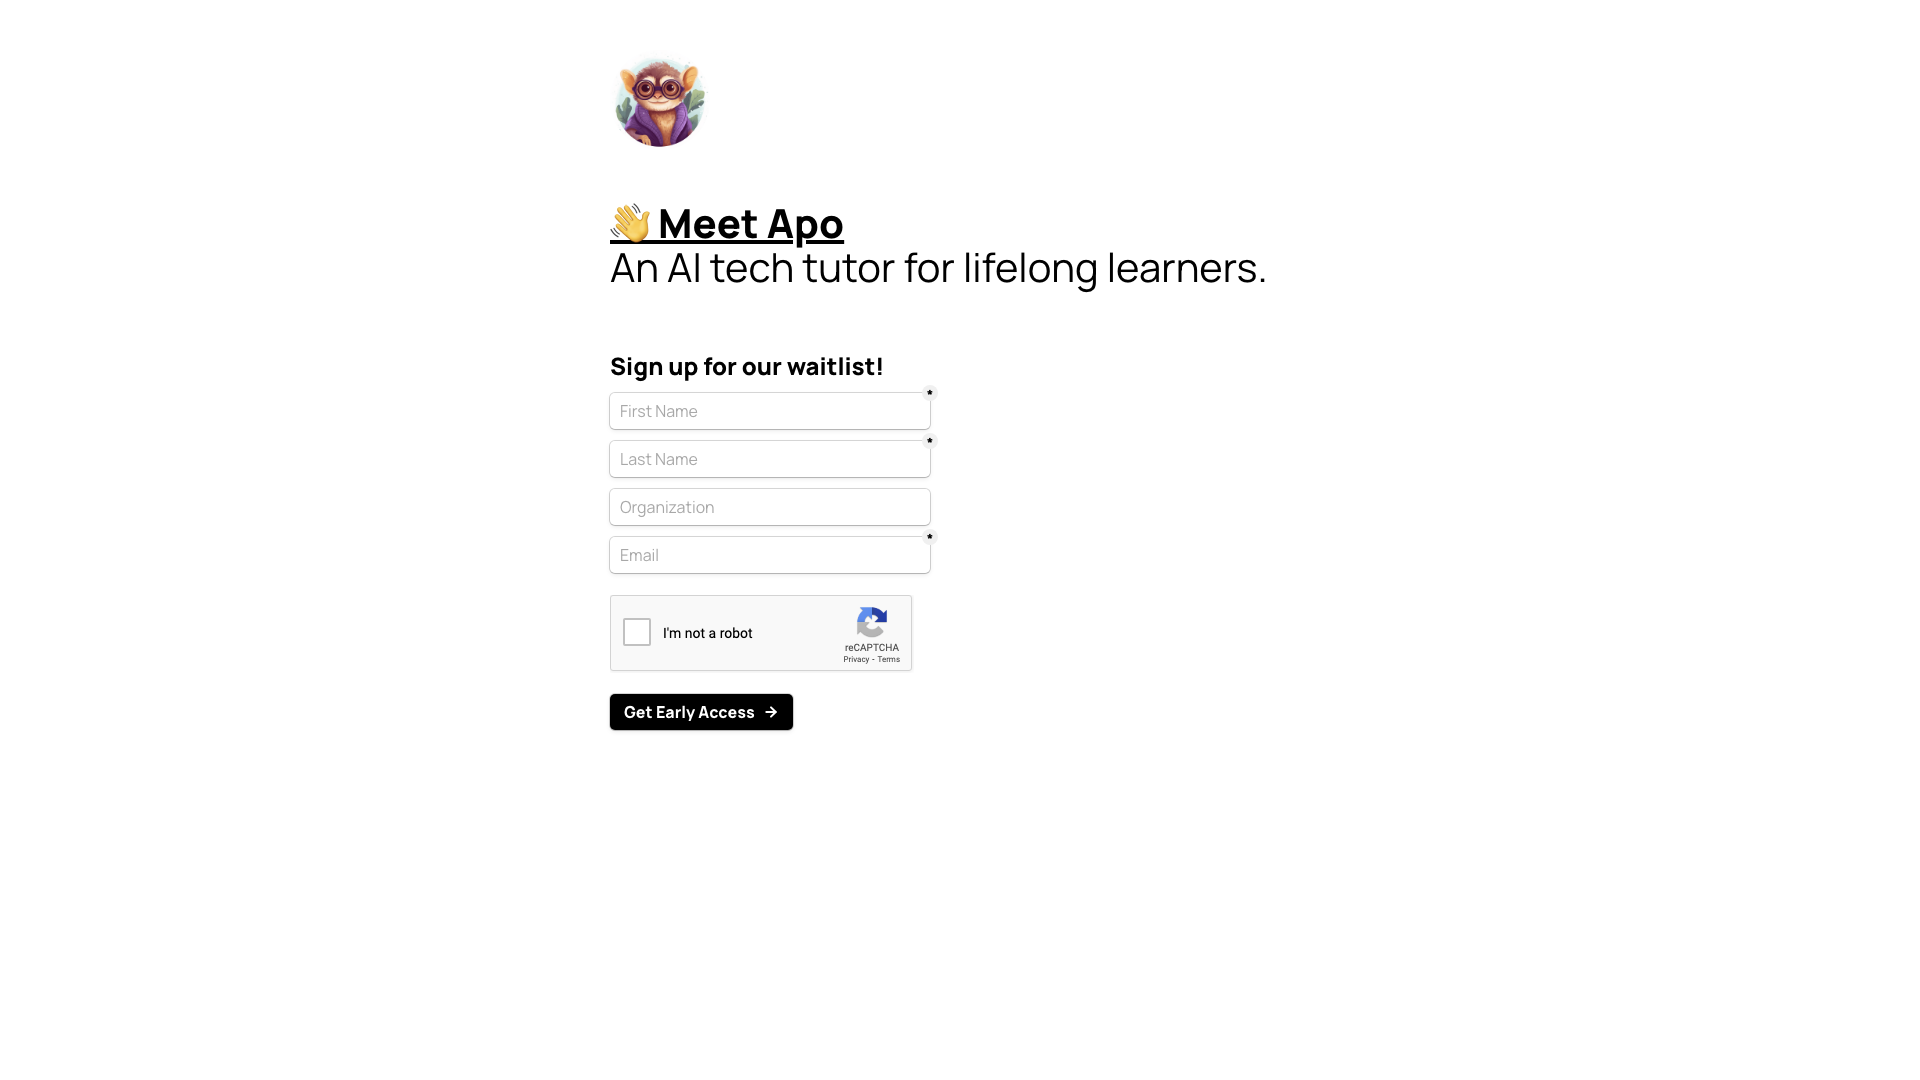 👋 Meet Apo
An AI tech tutor for lifelong learners.
Sign up for our waitlist!
*
First Name
*
Last Name
Organization
*
Email
I'm not a robot
reCAPTCHA
Privacy - Terms
Get Early Access →